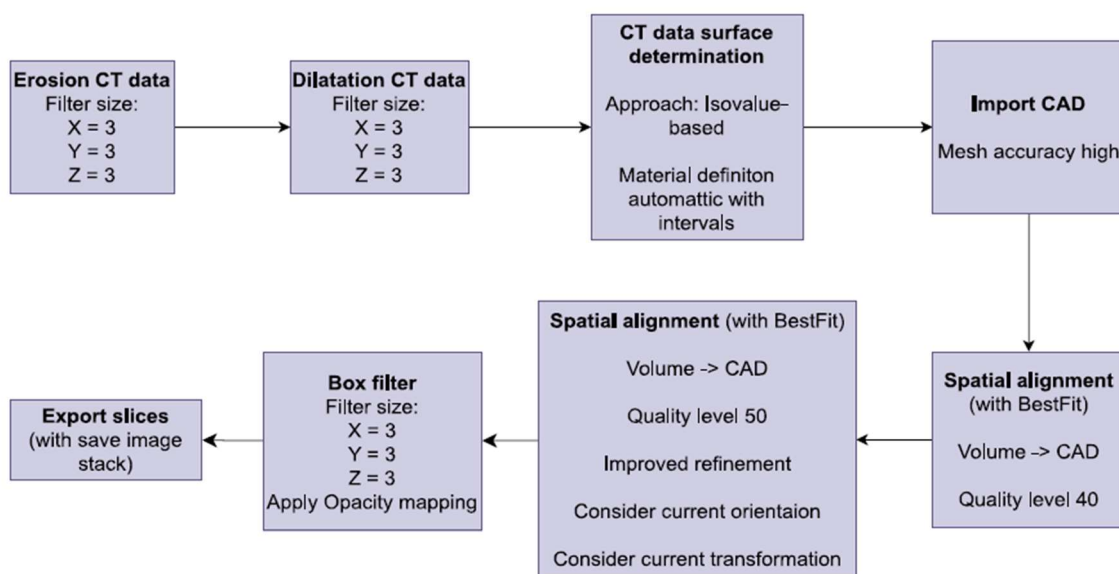 Erosion CT data
Filter size:
X = 3
Y = 3
Z = 3
Dilatation CT data
Filter size:
X = 3
Y = 3
Z = 3
CT data surface
determination
Approach: Isovalue-
based
Material definiton
automattic with
intervals
Import CAD
Mesh accuracy high
Spatial alignment
(with BestFit)
Volume -> CAD
Quality level 40
Spatial alignment (with BestFit)
Volume -> CAD
Quality level 50
Improved refinement
Consider current orientaion
Consider current transformation
Box filter
Filter size:
X = 3
Y = 3
Z = 3
Apply Opacity mapping
Export slices
(with save image
stack)